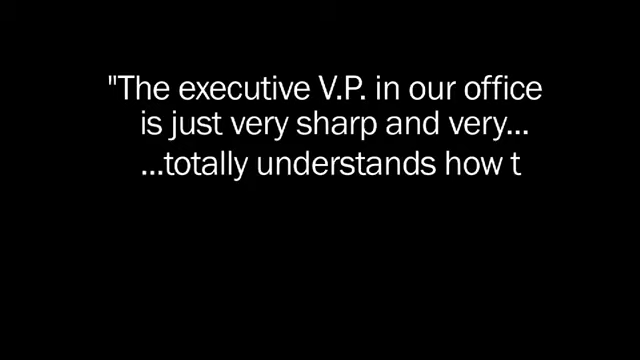 "The executive V.P. in our office
is just very sharp and very...
...totally understands how t